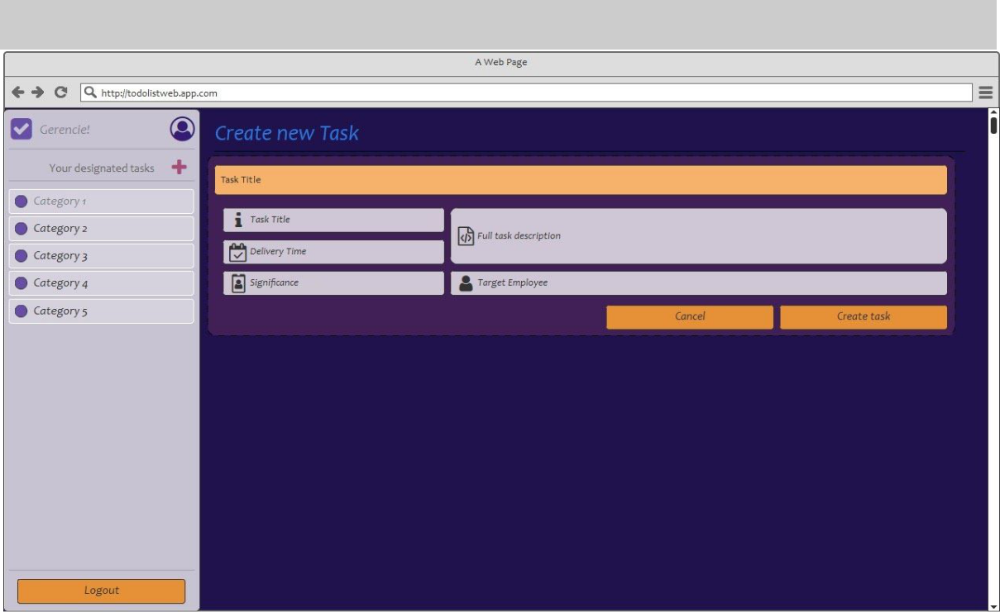 A Web Page
http://todolistweb.app.com
Gerencie!
Your designated tasks
Category 1
Category 2
Category 3
Category 4
Category 5
Logout
Create new Task
Task Title
Task Title
Delivery Time
Significance
Full task description
Target Employee
Cancel
Create task